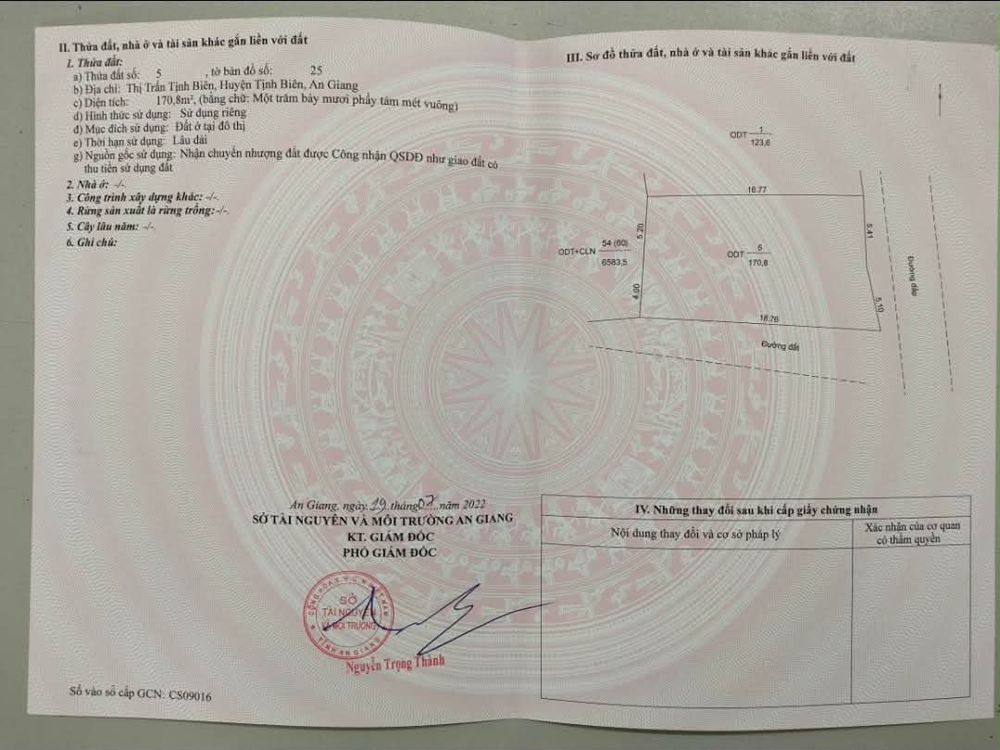 II. Thửa đất, nhà ở và tài sản khác gắn liền với đất
1. Thửa đất:
a) Thửa đất số: 5 , tờ bản đồ số: 25
b) Địa chỉ: Thị Trấn Tịnh Biên, Huyện Tịnh Biên, An Giang
c) Diện tích: 170,8m², (bằng chữ: Một trăm bảy mươi phẩy tám mét vuông)
d) Hình thức sử dụng: Sử dụng riêng
đ) Mục đích sử dụng: Đất ở tại đô thị
e) Thời hạn sử dụng: Lâu dài
g) Nguồn gốc sử dụng: Nhận chuyển nhượng đất được Công nhận QSDĐ như giao đất có
thu tiền sử dụng đất
2. Nhà ở: -/-.
3. Công trình xây dựng khác: -/-.
4. Rừng sản xuất là rừng trồng: -/-.
5. Cây lâu năm: -/-.
6. Ghi chú:
III. Sơ đồ thửa đất, nhà ở và tài sản khác gắn liền với đất
ODT 1
123,6
16.77
5.20
5.41
ODT+CLN 54 (60)
6583,5
ODT 5
170,8
Đường đắp
4.00
5.10
18.76
Đường đất
An Giang, ngày 19 tháng 07 năm 2022
SỞ TÀI NGUYÊN VÀ MÔI TRƯỜNG AN GIANG
KT. GIÁM ĐỐC
PHÓ GIÁM ĐỐC
CỘNG HÒA X.H.C.N VIỆT NAM
SỞ
TÀI NGUYÊN
VÀ MÔI TRƯỜNG
TỈNH AN GIANG
Nguyễn Trọng Thành
Số vào sổ cấp GCN: CS09016
IV. Những thay đổi sau khi cấp giấy chứng nhận
Nội dung thay đổi và cơ sở pháp lý
Xác nhận của cơ quan
có thẩm quyền